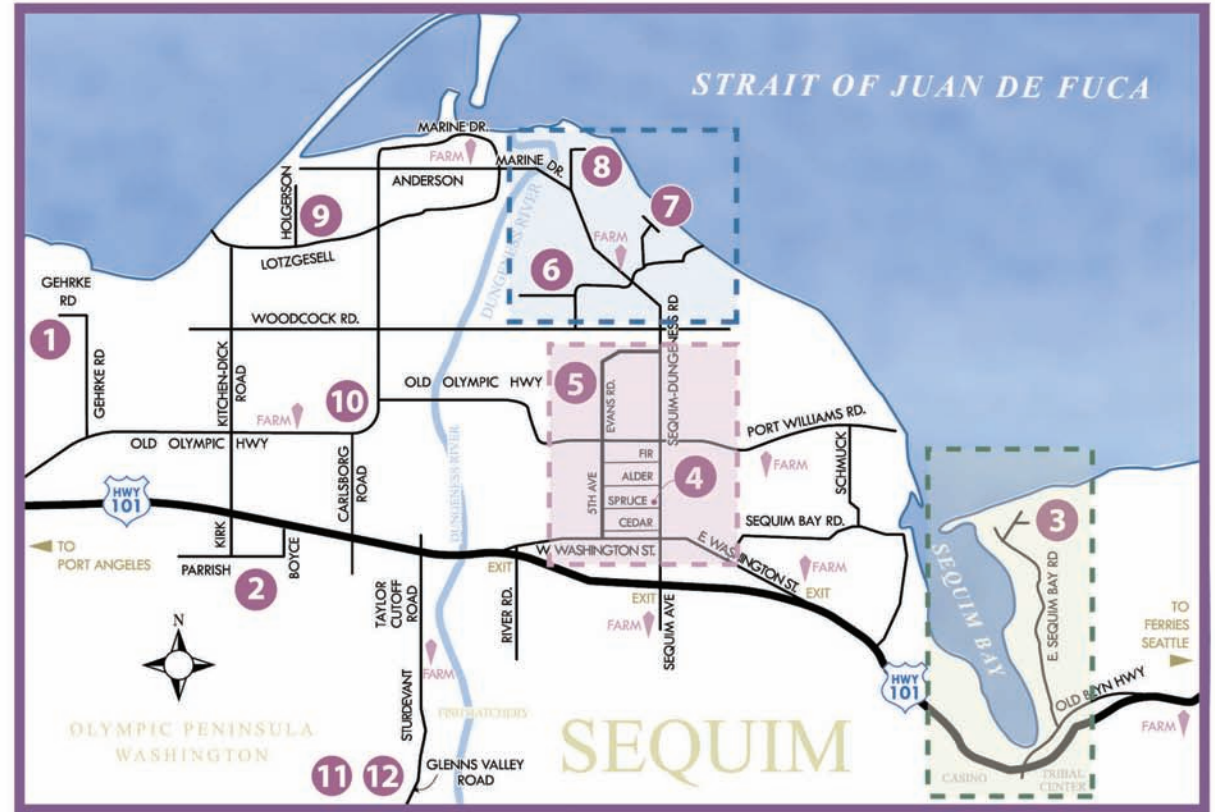 STRAIT OF JUAN DE FUCA
MARINE DR.
FARM
MARINE DR.
8
ANDERSON
HOLGERSON
9
7
DUNGENESS RIVER
FARM
LOTZGESELL
6
GEHRKE
RD
1
WOODCOCK RD.
SEQUIM-DUNGENESS RD
GEHRKE RD
KITCHEN-DICK
ROAD
10
OLD OLYMPIC HWY
5
EVANS RD.
FARM
PORT WILLIAMS RD.
OLD OLYMPIC HWY
FIR
FARM
ALDER
4
SCHMUCK
CARLSBORG
ROAD
DUNGENESS RIVER
5TH AVE
SPRUCE
HWY
101
CEDAR
SEQUIM BAY RD.
3
KIRK
W. WASHINGTON ST.
E. WASHINGTON ST.
TO
PORT ANGELES
PARRISH
BOYCE
2
EXIT
FARM
EXIT
SEQUIM BAY
E. SEQUIM BAY RD
TAYLOR
CUTOFF
ROAD
RIVER RD.
EXIT
FARM
SEQUIM AVE
TO
FERRIES
SEATTLE
N
FARM
HWY
101
OLD BLYN HWY
STURDEVANT
FISH HATCHERY
FARM
OLYMPIC PENINSULA
WASHINGTON
SEQUIM
11
12
GLENNS VALLEY
ROAD
CASINO
TRIBAL
CENTER